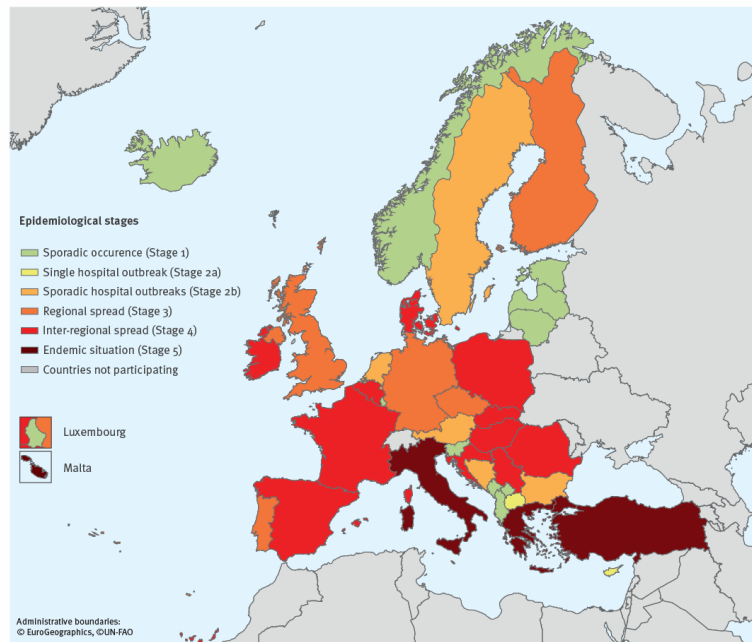 Epidemiological stages
Sporadic occurence (Stage 1)
Single hospital outbreak (Stage 2a)
Sporadic hospital outbreaks (Stage 2b)
Regional spread (Stage 3)
Inter-regional spread (Stage 4)
Endemic situation (Stage 5)
Countries not participating
Luxembourg
Malta
Administrative boundaries:
© EuroGeographics, ©UN-FAO